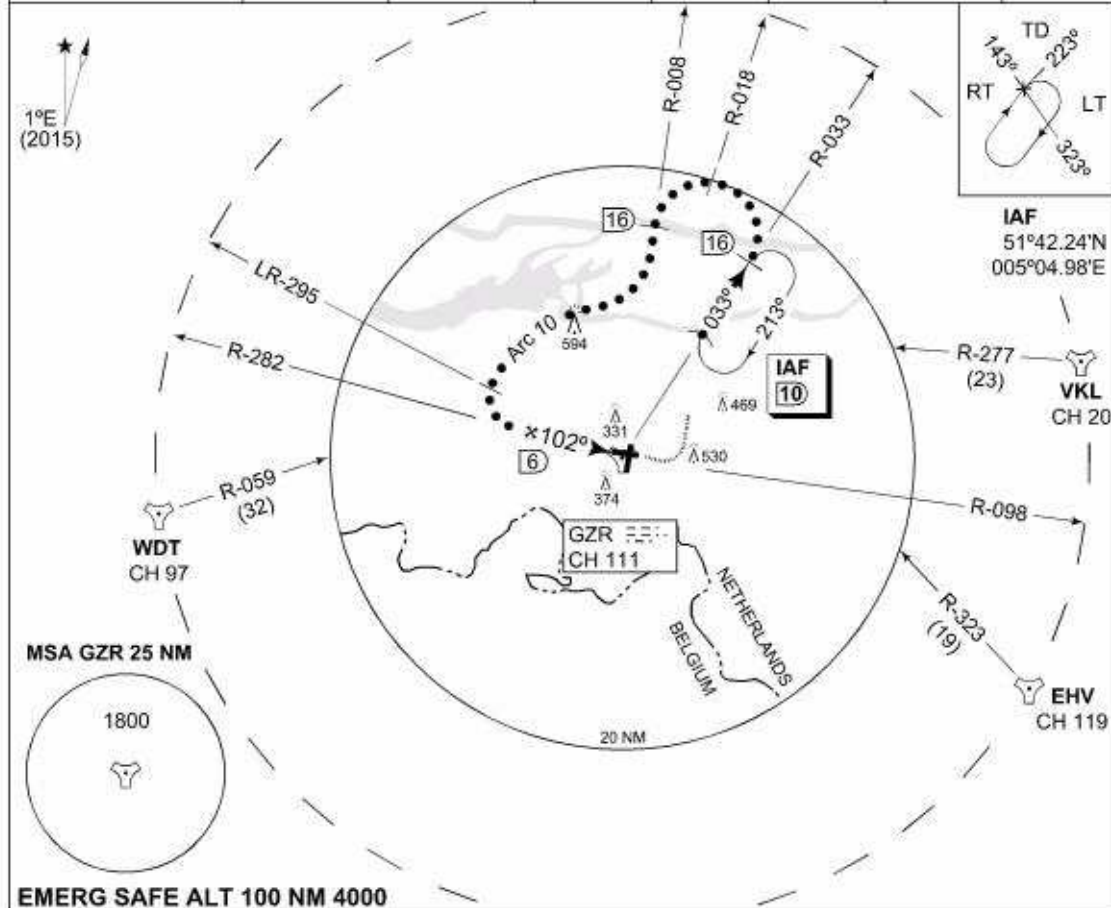 1ºE
(2015)
R-008
R-018
R-033
TD
143º
223º
RT
LT
323º
16
16
IAF
51º42.24'N
005º04.98'E
LR-295
R-282
Arc 10
594
033º
213º
IAF
10
469
R-277
(23)
VKL
CH 20
331
×102º
6
530
374
R-059
(32)
WDT
CH 97
GZR
CH 111
R-098
NETHERLANDS
BELGIUM
R-323
(19)
EHV
CH 119
MSA GZR 25 NM
1800
20 NM
EMERG SAFE ALT 100 NM 4000